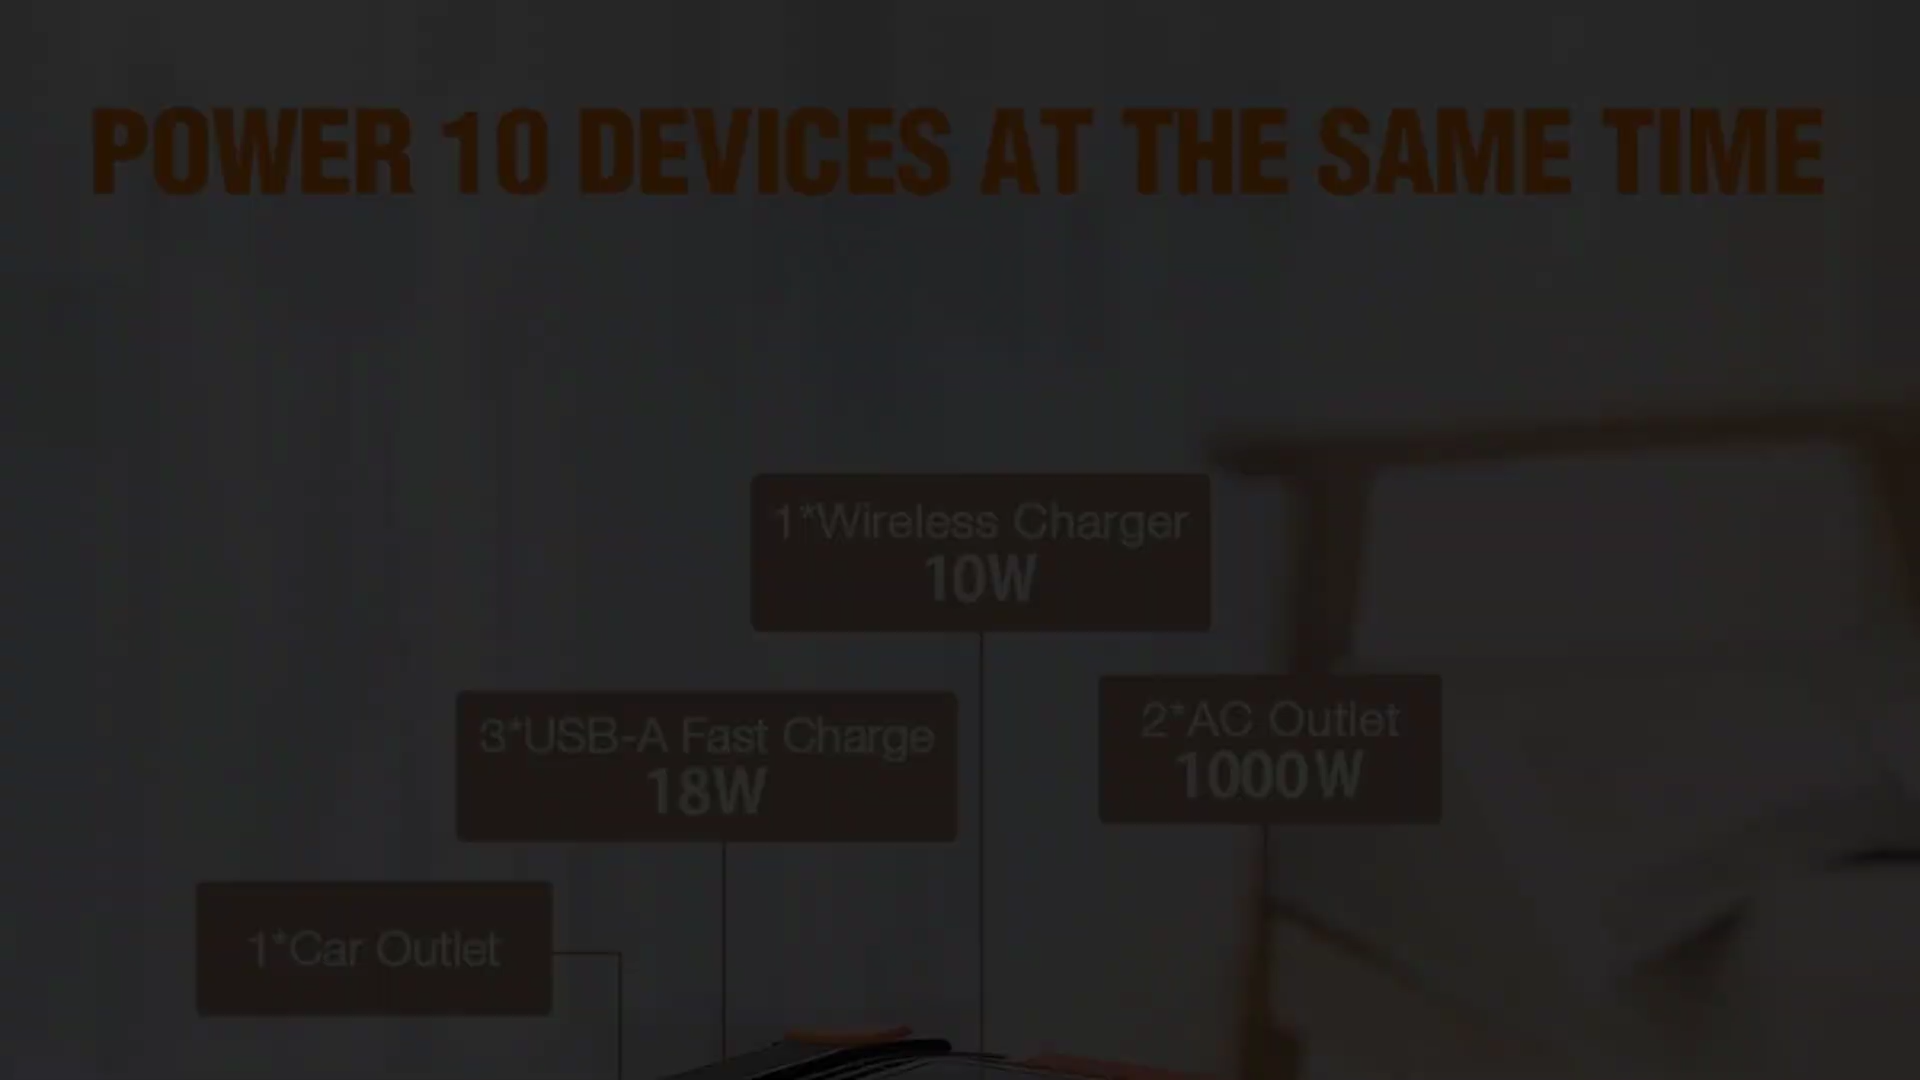 POWER 10 DEVICES AT THE SAME TIME
1*Wireless Charger
10W
3*USB-A Fast Charge
18W
2*AC Outlet
1000W
1*Car Outlet